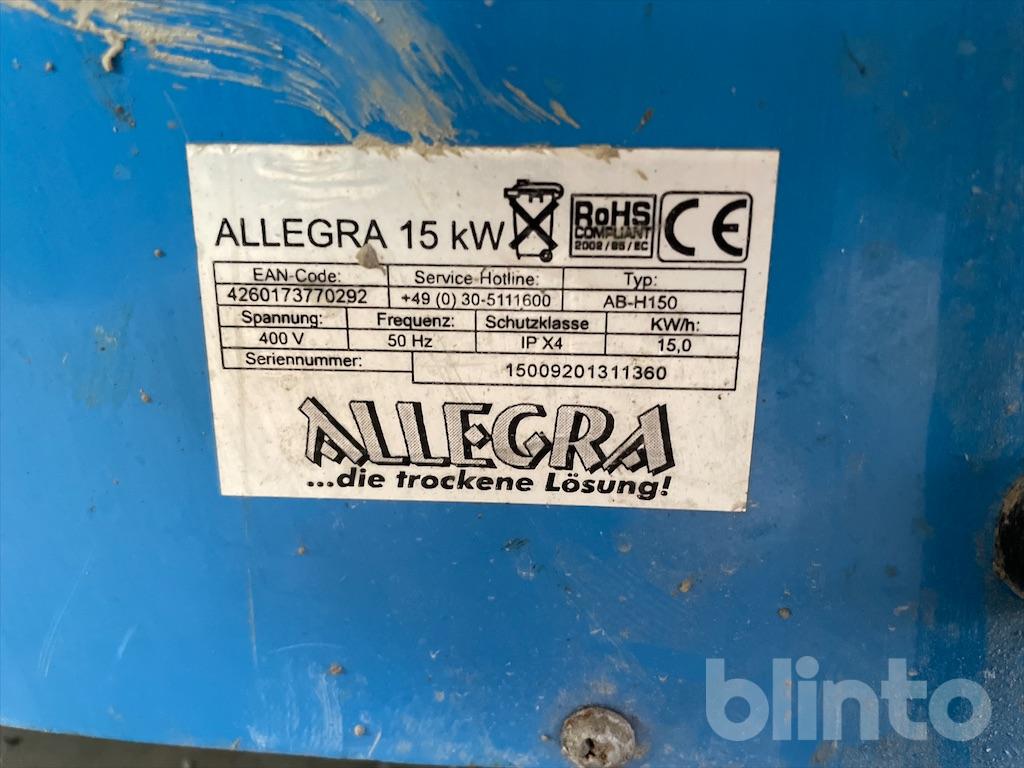 ALLEGRA 15 kW
RoHS
COMPLIANT
2002/95/EC
CE
EAN-Code: Service Hotline: Typ:
4260173770292 +49 (0) 30-5111600 AB-H150
Spannung: Frequenz: Schutzklasse KW/h:
400 V 50 Hz IP X4 15,0
Seriennummer: 15009201311360
ALLEGRA
...die trockene Lösung!
blinto